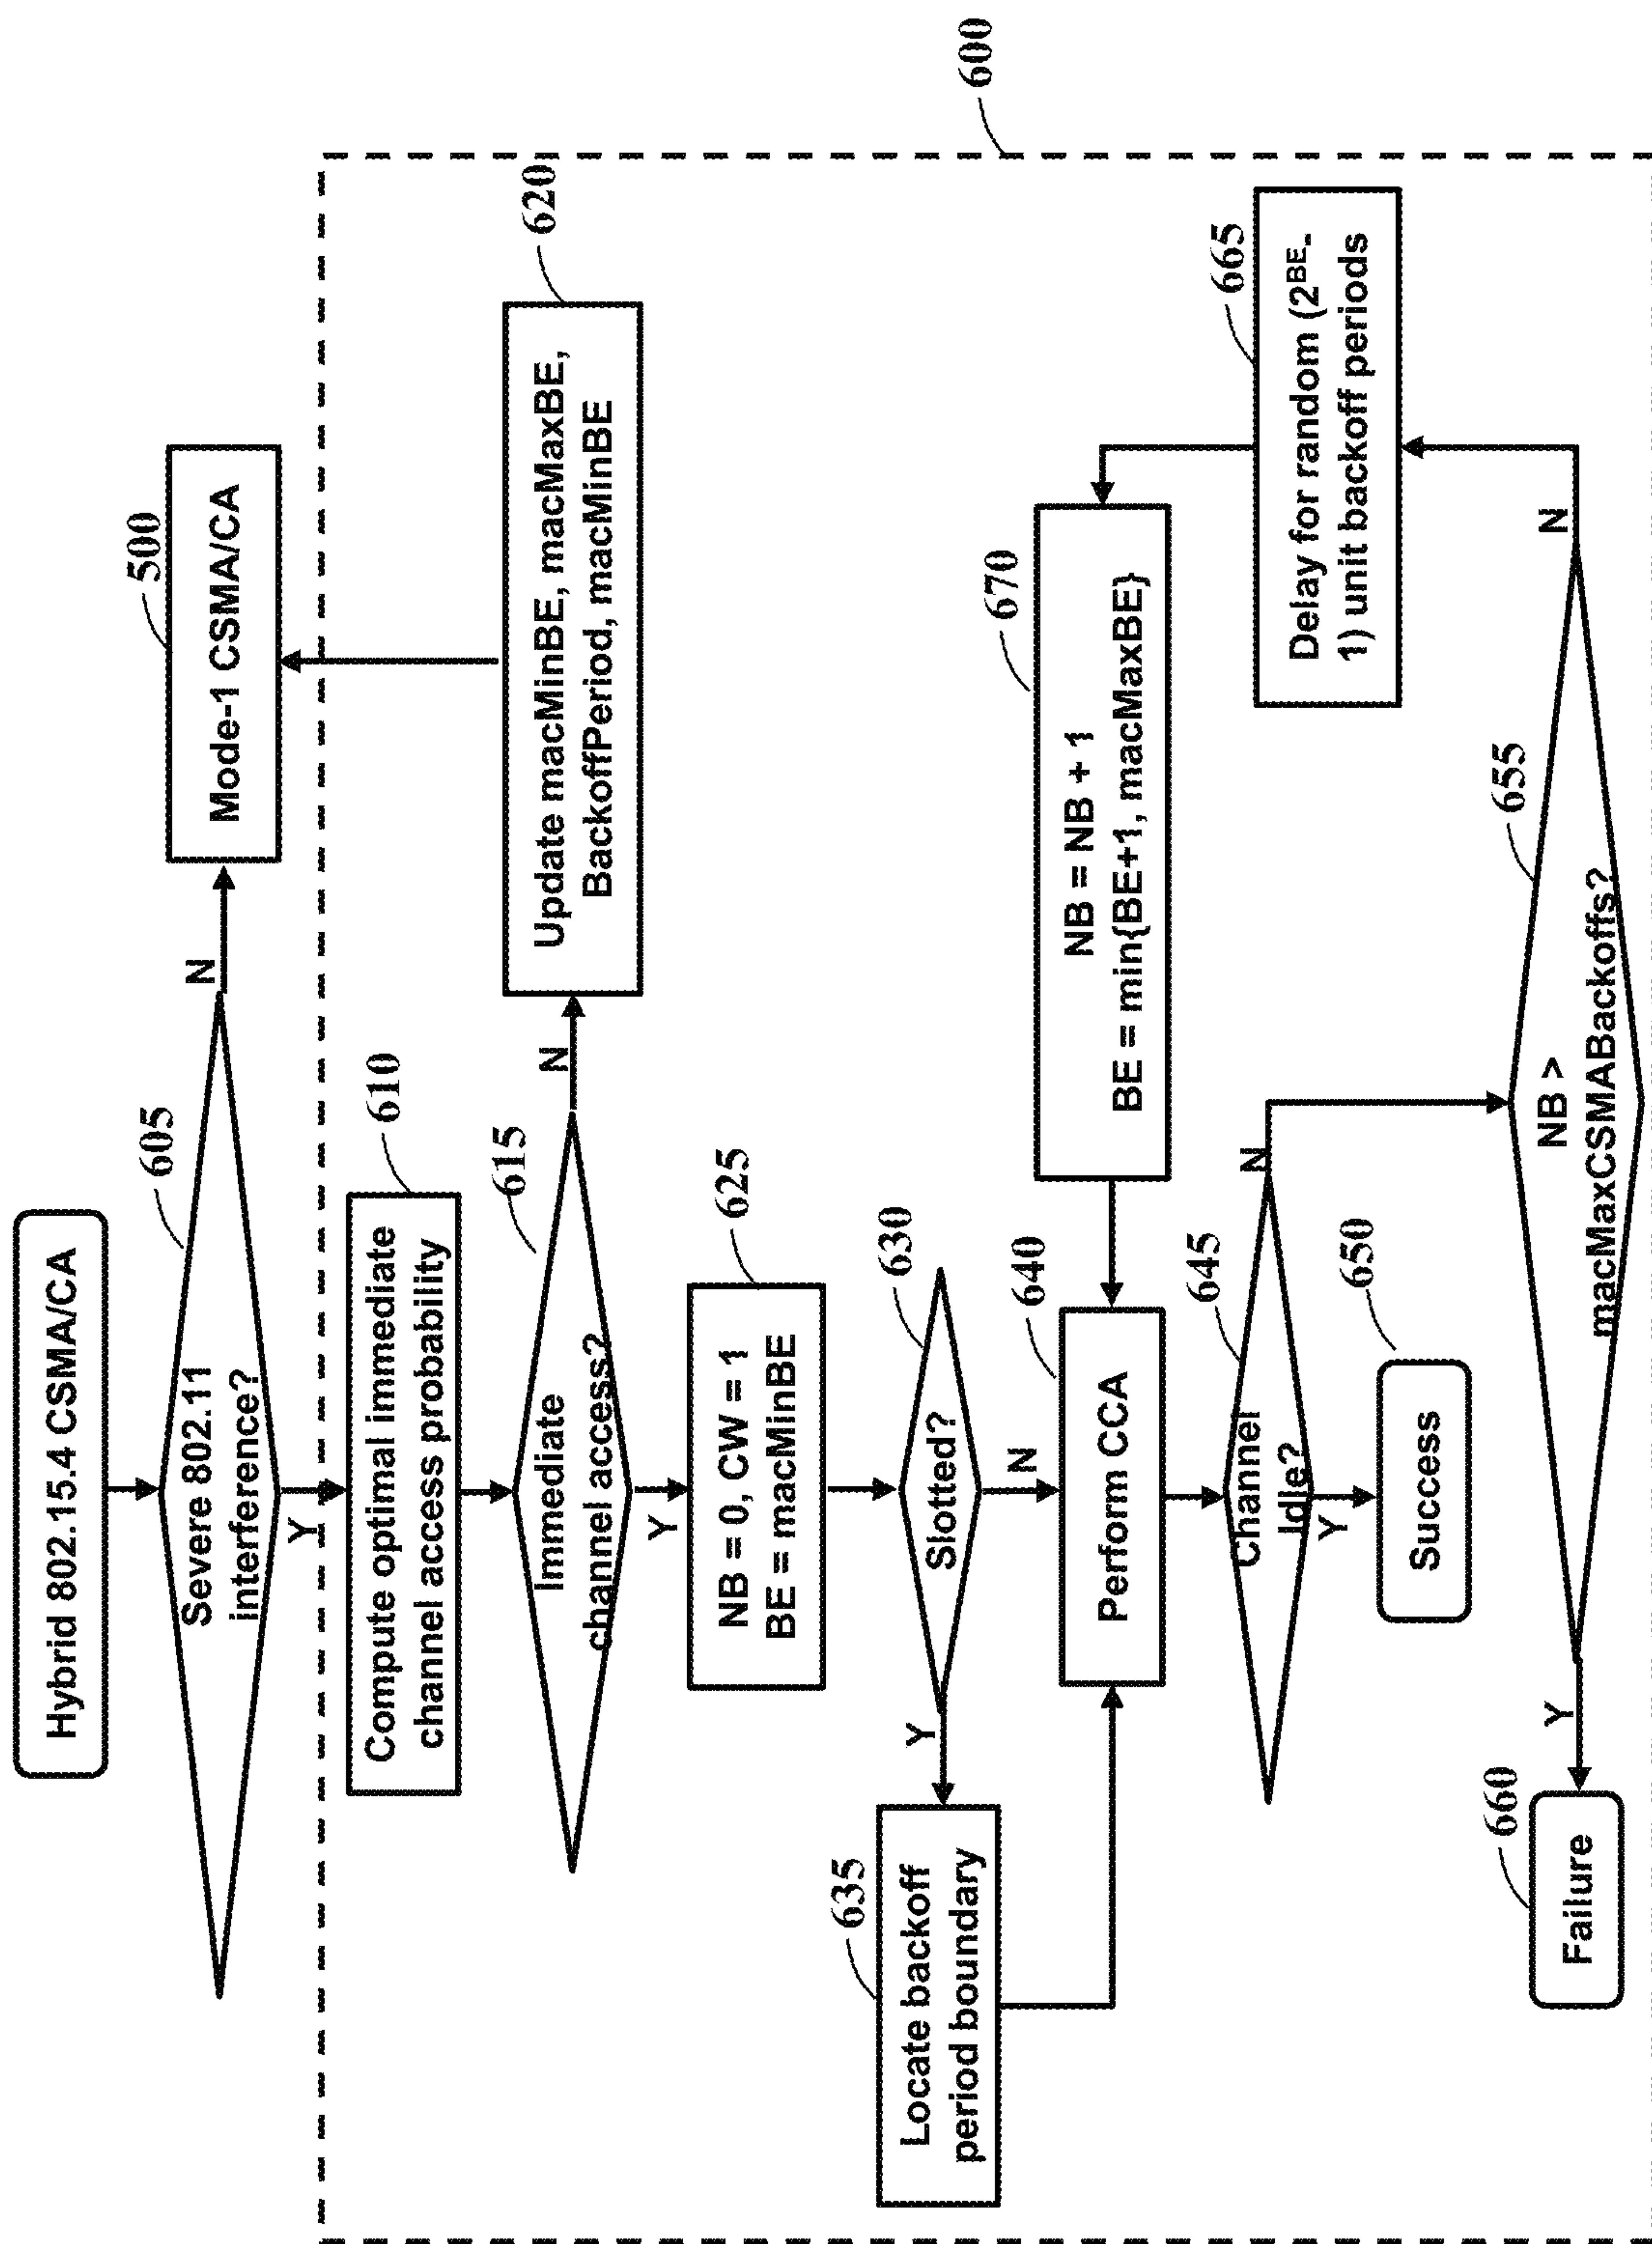 Hybrid 802.15.4 CSMA/CA
605
Severe 802.11
interference?
N
Y
500
Mode-1 CSMA/CA
600
610
Compute optimal immediate
channel access probability
615
Immediate
channel access?
N
Y
620
Update macMinBE, macMaxBE,
BackoffPeriod, macMinBE
625
NB = 0, CW = 1
BE = macMinBE
630
Slotted?
Y
N
635
Locate backoff
period boundary
640
Perform CCA
670
NB = NB + 1
BE = min{BE+1, macMaxBE}
645
Channel
Idle?
N
Y
650
Success
665
Delay for random (2^BE-
1) unit backoff periods
655
NB >
macMaxCSMABackoffs?
N
Y
660
Failure